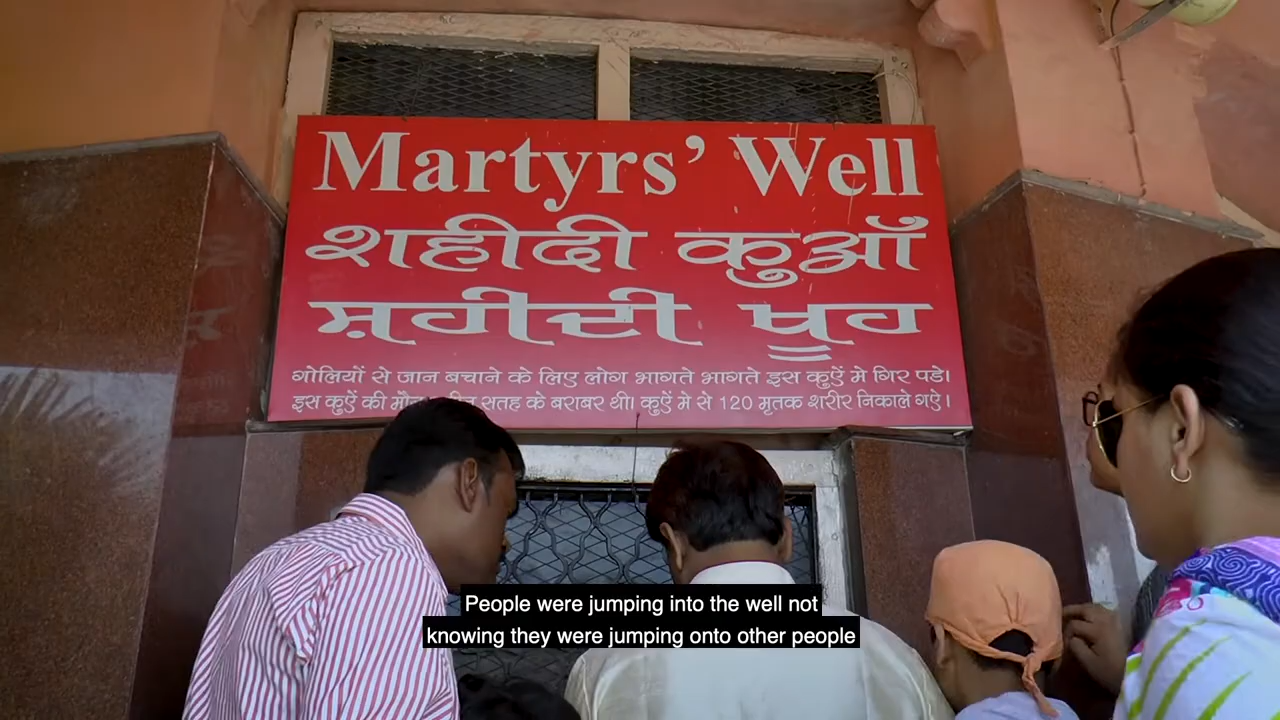 Martyrs' Well
शहीदी कुआँ
ਸ਼ਹੀਦੀ ਖੂਹ
गोलियों से जान बचाने के लिए लोग भागते भागते इस कुऐं मे गिर पडे।
इस कुऐं की सतह के बराबर थी। कुऐं मे से 120 मृतक शरीर निकाले गऐ।
People were jumping into the well not
knowing they were jumping onto other people